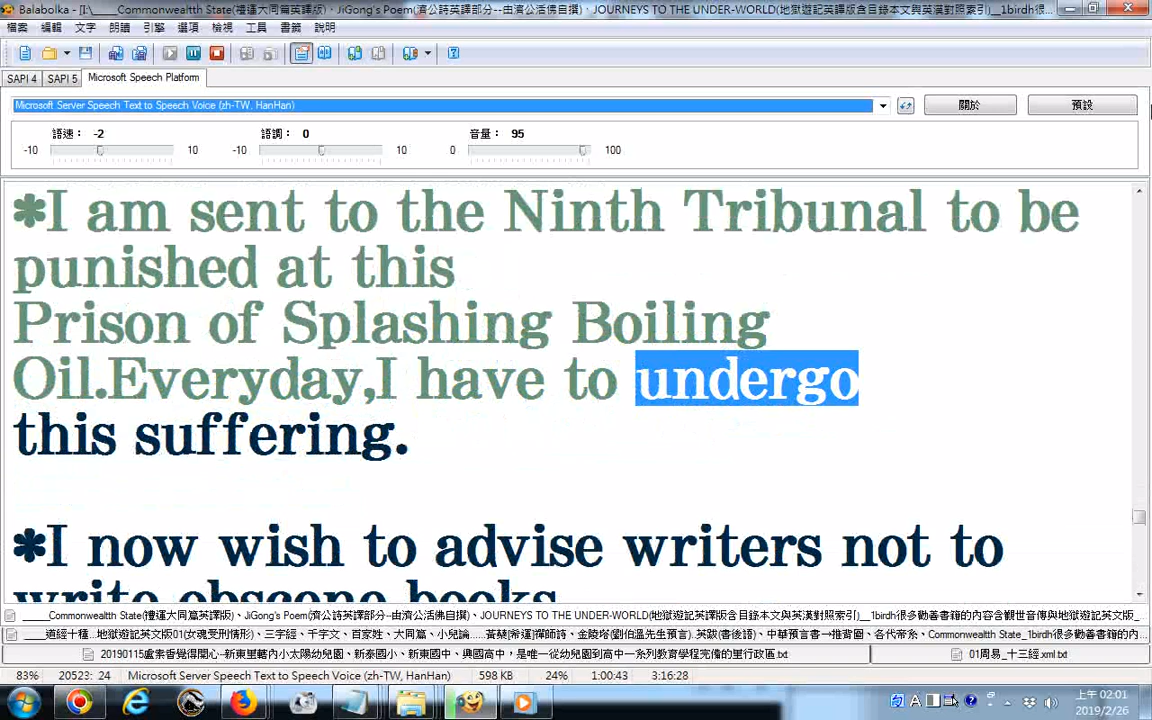 Balabolka - [I:\_____Commonwealtth State(禮運大同篇英譯版)、JiGong's Poem(濟公詩英譯部分--由濟公活佛自撰)、JOURNEYS TO THE UNDER-WORLD(地獄遊記英譯版含目錄本文與英漢對照索引)__1birdh很...
檔案 編輯 文字 朗讀 引擎 選項 檢視 工具 書籤 說明
SAPI 4 SAPI 5 Microsoft Speech Platform
Microsoft Server Speech Text to Speech Voice (zh-TW, HanHan) 關於 預設
語速： -2 語調： 0 音量： 95
-10 10 -10 10 0 100
*I am sent to the Ninth Tribunal to be
punished at this
Prison of Splashing Boiling
Oil.Everyday,I have to undergo
this suffering.
*I now wish to advise writers not to
write obscene books
_____Commonwealtth State(禮運大同篇英譯版)、JiGong's Poem(濟公詩英譯部分--由濟公活佛自撰)、JOURNEYS TO THE UNDER-WORLD(地獄遊記英譯版含目錄本文與英漢對照索引)__1birdh很多勸善書籍的內容含觀世音傳與地獄遊記英文版_
道經十種...地獄遊記英文版01(女魂受刑情形)、三字經、千字文、百家姓、大同篇、小兒論......黃蘗[希運]禪師詩、金陵塔(劉伯溫先生預言).英跋(書後語)、中華預言書--推背圖、各代帝系、Commonwealtth State_1birdh很多勸善書籍的內...
20190115盧素香覺得開心--新東里轄內小太陽幼兒園、新泰國小、新東國中、興國高中，是唯一從幼兒園到高中一系列教育學程完備的里行政區.txt 01周易_十三經.xml.txt
83% 20523: 24 Microsoft Server Speech Text to Speech Voice (zh-TW, HanHan) 598 KB 24% 1:00:43 3:16:28
上午 02:01
2019/2/26